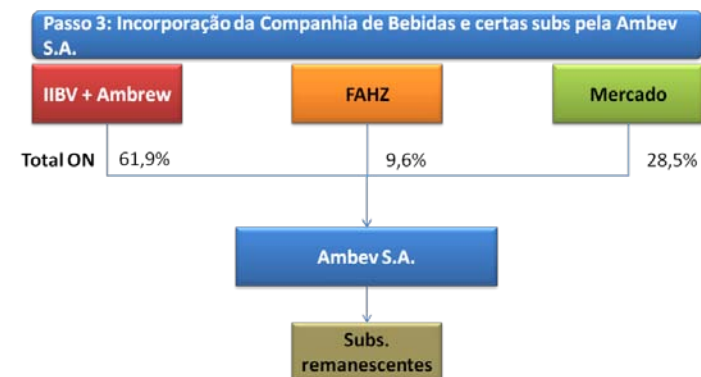 Passo 3: Incorporação da Companhia de Bebidas e certas subs pela Ambev
S.A.
IIBV + Ambrew
FAHZ
Mercado
Total ON 61,9% 9,6% 28,5%
Ambev S.A.
Subs.
remanescentes